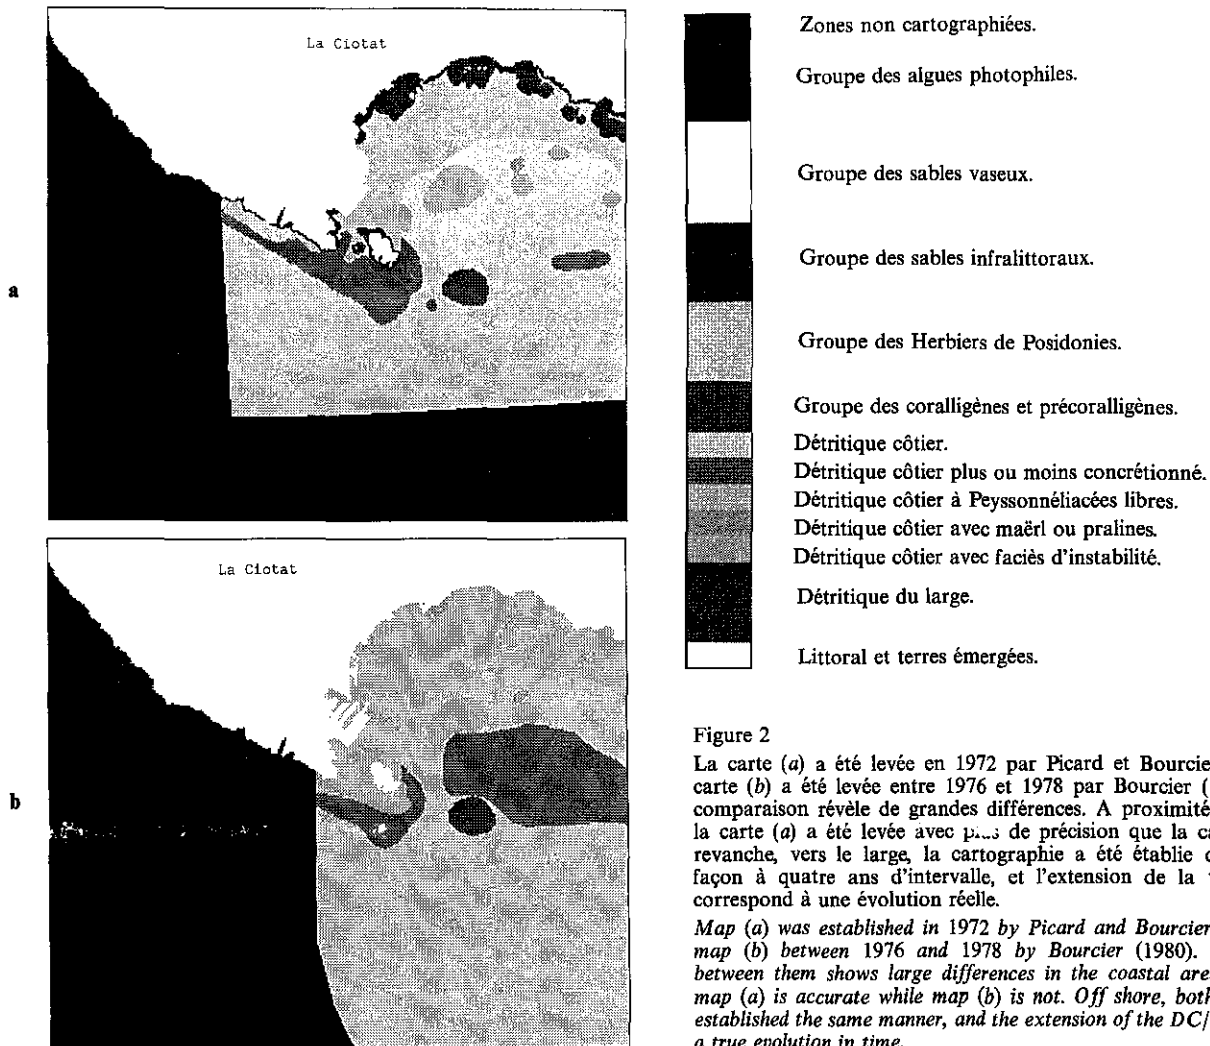 La Ciotat
a
La Ciotat
b
Zones non cartographiées.
Groupe des algues photophiles.
Groupe des sables vaseux.
Groupe des sables infralittoraux.
Groupe des Herbiers de Posidonies.
Groupe des coralligènes et précoralligènes.
Détritique côtier.
Détritique côtier plus ou moins concrétionné.
Détritique côtier à Peyssonnéliacées libres.
Détritique côtier avec maërl ou pralines.
Détritique côtier avec faciès d'instabilité.
Détritique du large.
Littoral et terres émergées.
Figure 2
La carte (a) a été levée en 1972 par Picard et Bourcie
carte (b) a été levée entre 1976 et 1978 par Bourcier (
comparaison révèle de grandes différences. A proximité
la carte (a) a été levée avec de précision que la c
revanche, vers le large, la cartographie a été établie
façon à quatre ans d'intervalle, et l'extension de la
correspond à une évolution réelle.
Map (a) was established in 1972 by Picard and Bourcier
map (b) between 1976 and 1978 by Bourcier (1980).
between them shows large differences in the coastal are
map (a) is accurate while map (b) is not. Off shore, both
established the same manner, and the extension of the DC/
a true evolution in time.